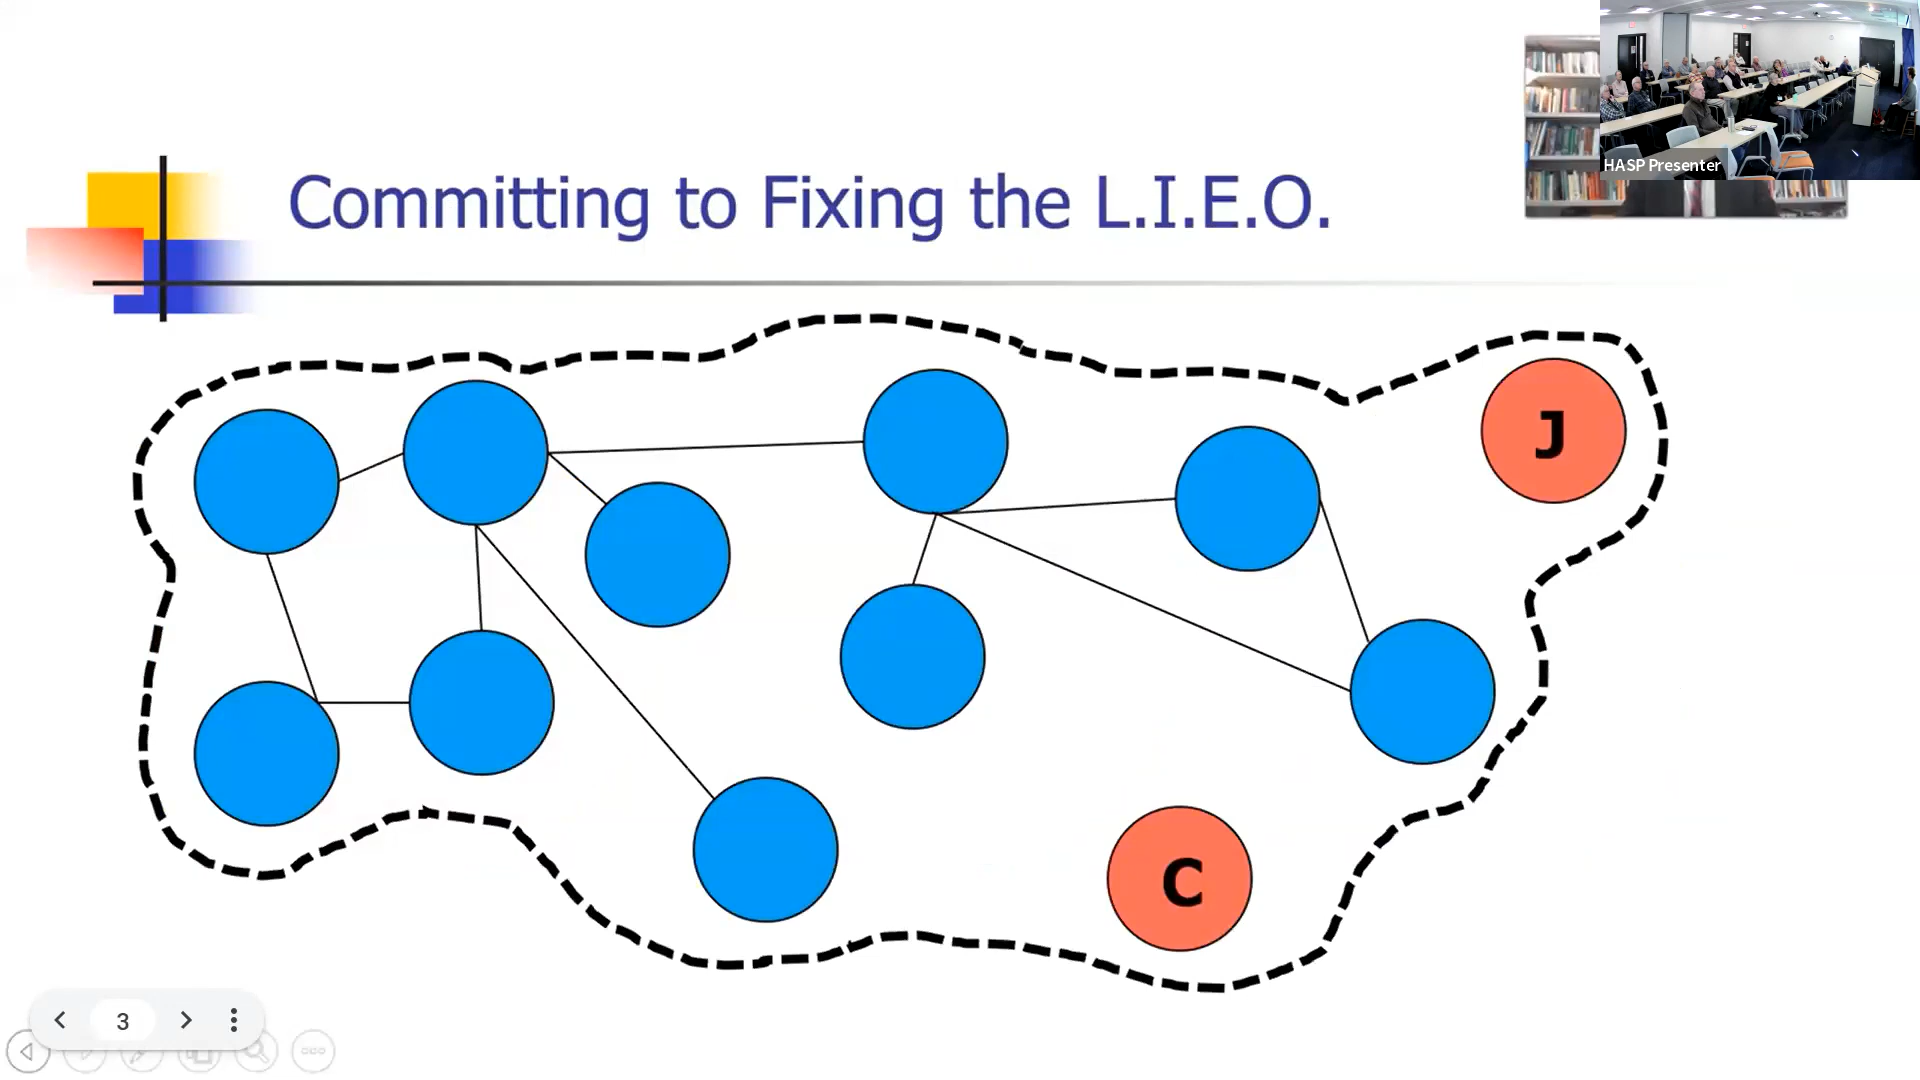 Committing to Fixing the L.I.E.O.
HASP Presenter
J
C
3